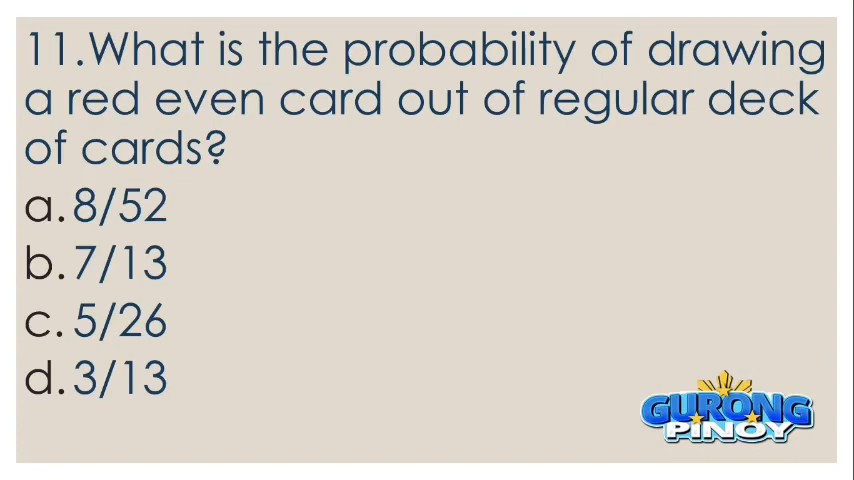 11.What is the probability of drawing
a red even card out of regular deck
of cards?
a. 8/52
b. 7/13
c. 5/26
d. 3/13
GURONG
PINOY